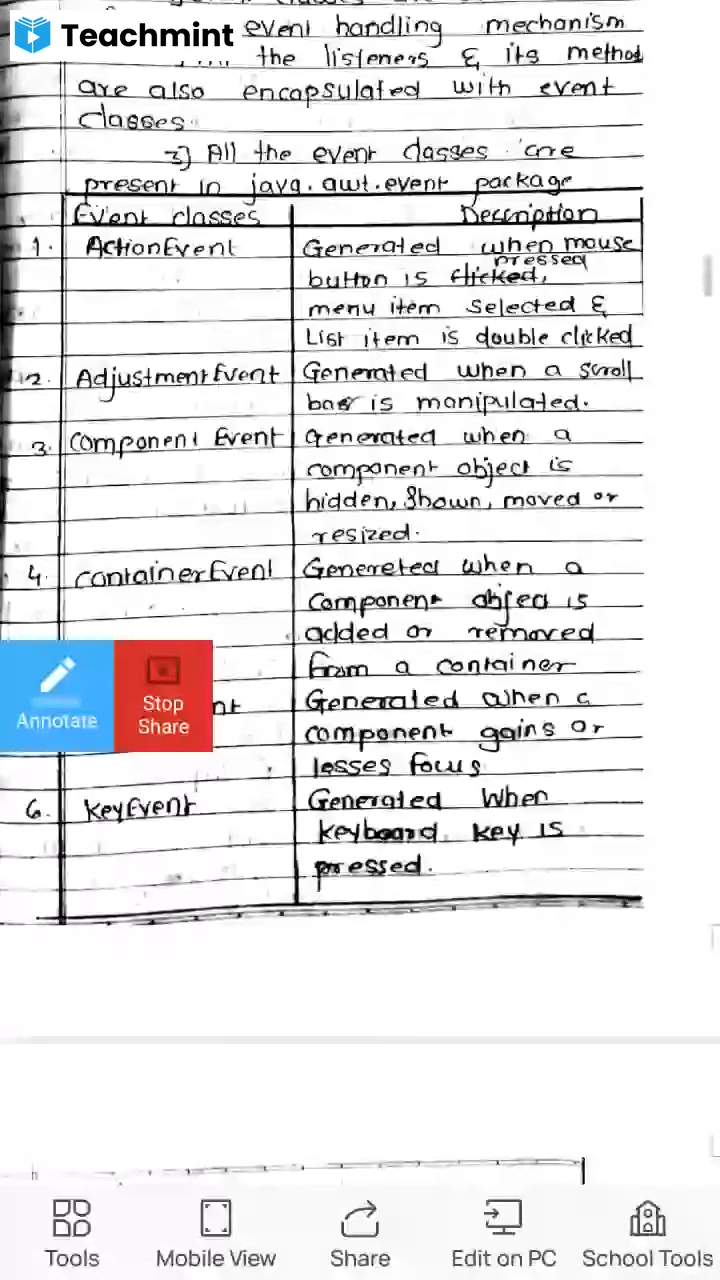 Teachmint
event handling mechanism
the listeners & its method
are also encapsulated with event
classes.
3) All the event classes are
present in java.awt.event package
Event classes Description
1. ActionEvent Generated when mouse
pressed
button is clicked,
menu item selected &
List item is double clicked
2. AdjustmentEvent Generated when a scroll
bar is manipulated.
3. Component Event Generated when a
component object is
hidden, Shown, moved or
resized.
4. ContainerEvent Genereted when a
Component object is
added or removed
from a container
nt Generated when a
component gains or
losses focus
6. KeyEvent Generated When
keyboard key is
pressed.
Annotate
Stop
Share
Tools Mobile View Share Edit on PC School Tools